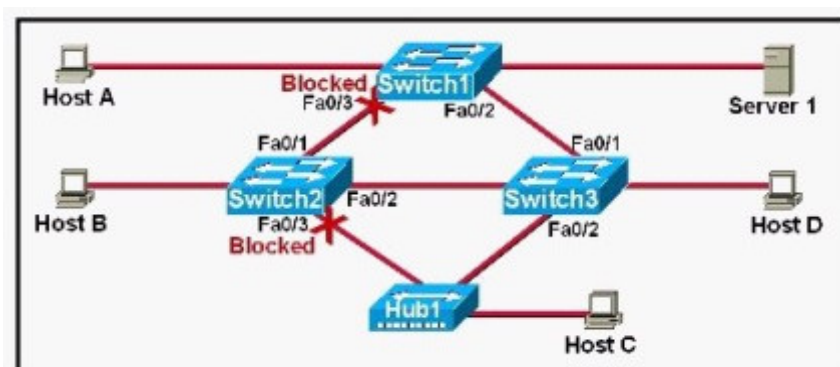 Host A
Blocked
Fa0/3
Switch1
Fa0/2
Server 1
Fa0/1
Fa0/1
Host B
Switch2
Fa0/2
Switch3
Host D
Fa0/3
Blocked
Fa0/2
Hub1
Host C